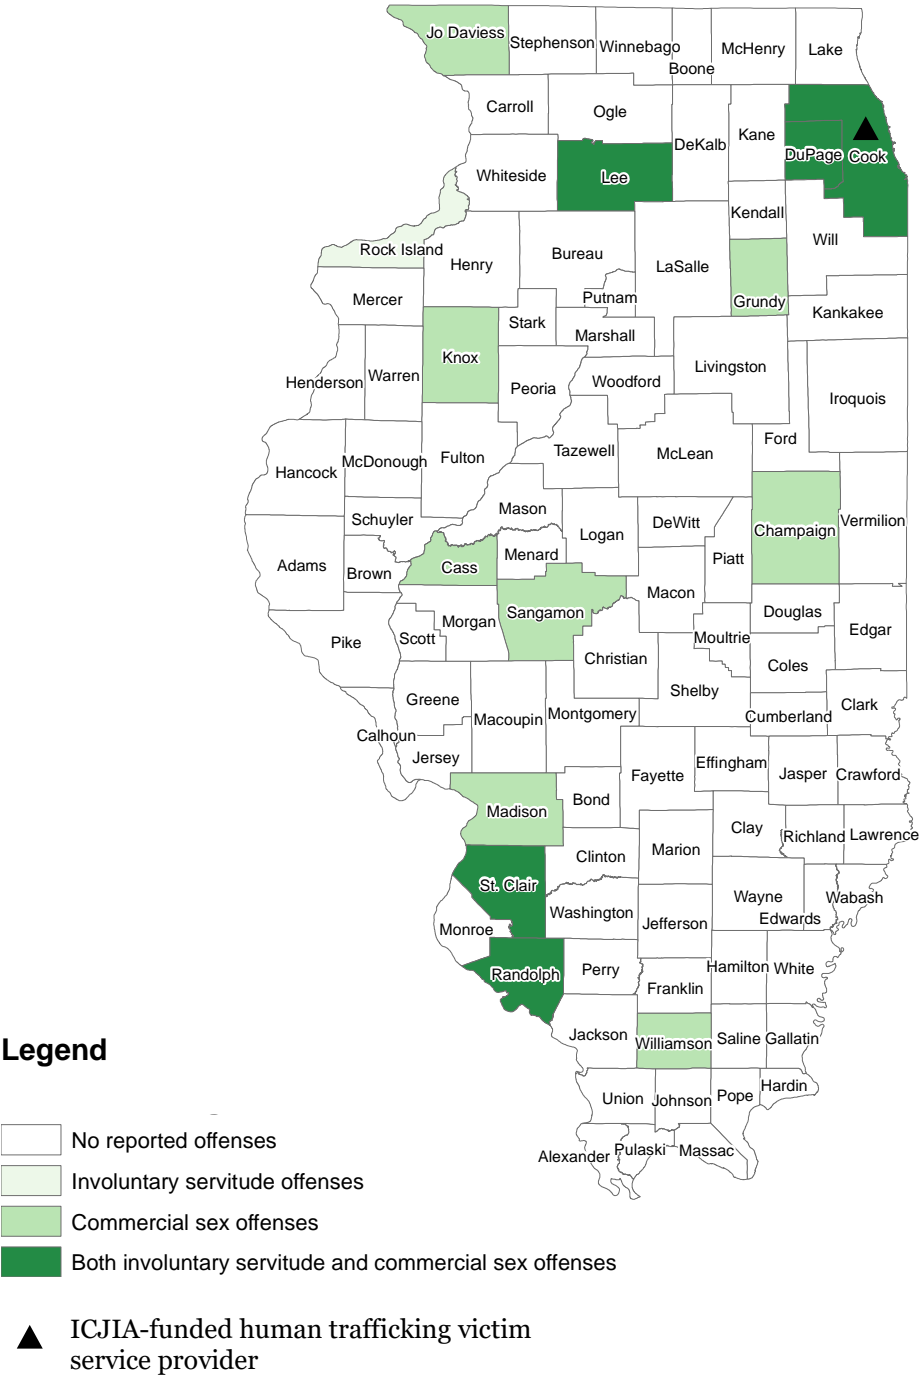 Jo Daviess
Stephenson
Winnebago
Boone
McHenry
Lake
Carroll
Ogle
DeKalb
Kane
DuPage
Cook
Whiteside
Lee
Kendall
Will
Rock Island
Henry
Bureau
LaSalle
Grundy
Mercer
Putnam
Kankakee
Stark
Marshall
Knox
Livingston
Henderson
Warren
Peoria
Woodford
Iroquois
Hancock
McDonough
Fulton
Tazewell
McLean
Ford
Schuyler
Mason
Logan
DeWitt
Champaign
Vermilion
Adams
Brown
Cass
Menard
Piatt
Macon
Pike
Scott
Morgan
Sangamon
Moultrie
Douglas
Edgar
Christian
Coles
Shelby
Greene
Macoupin
Montgomery
Cumberland
Clark
Calhoun
Jersey
Fayette
Effingham
Jasper
Crawford
Madison
Bond
Clay
Richland
Lawrence
Clinton
Marion
St. Clair
Washington
Wayne
Edwards
Wabash
Monroe
Jefferson
Randolph
Perry
Hamilton
White
Franklin
Jackson
Williamson
Saline
Gallatin
Union
Johnson
Pope
Hardin
Alexander
Pulaski
Massac
Legend
No reported offenses
Involuntary servitude offenses
Commercial sex offenses
Both involuntary servitude and commercial sex offenses
ICJIA-funded human trafficking victim
service provider